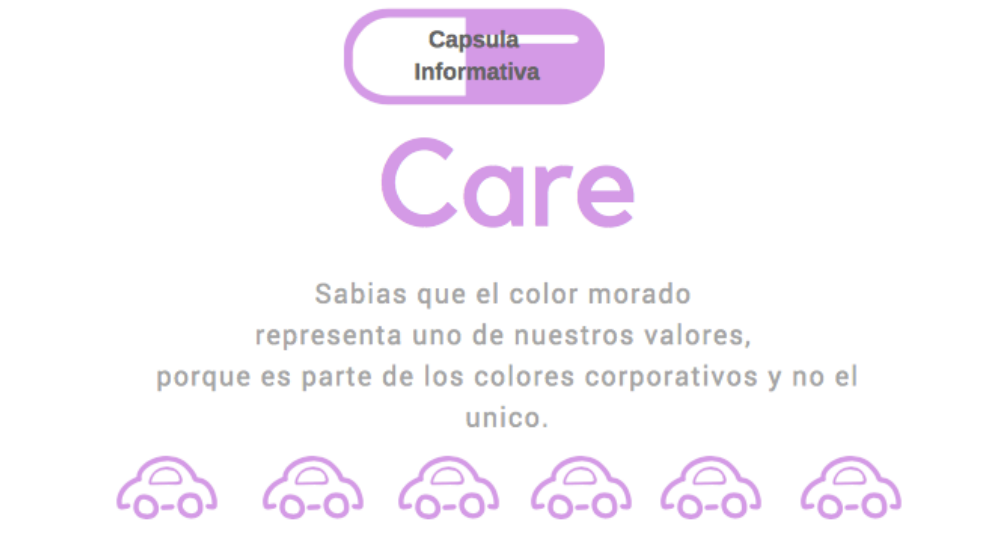 Capsula
Informativa
Care
Sabias que el color morado
representa uno de nuestros valores,
porque es parte de los colores corporativos y no el
unico.